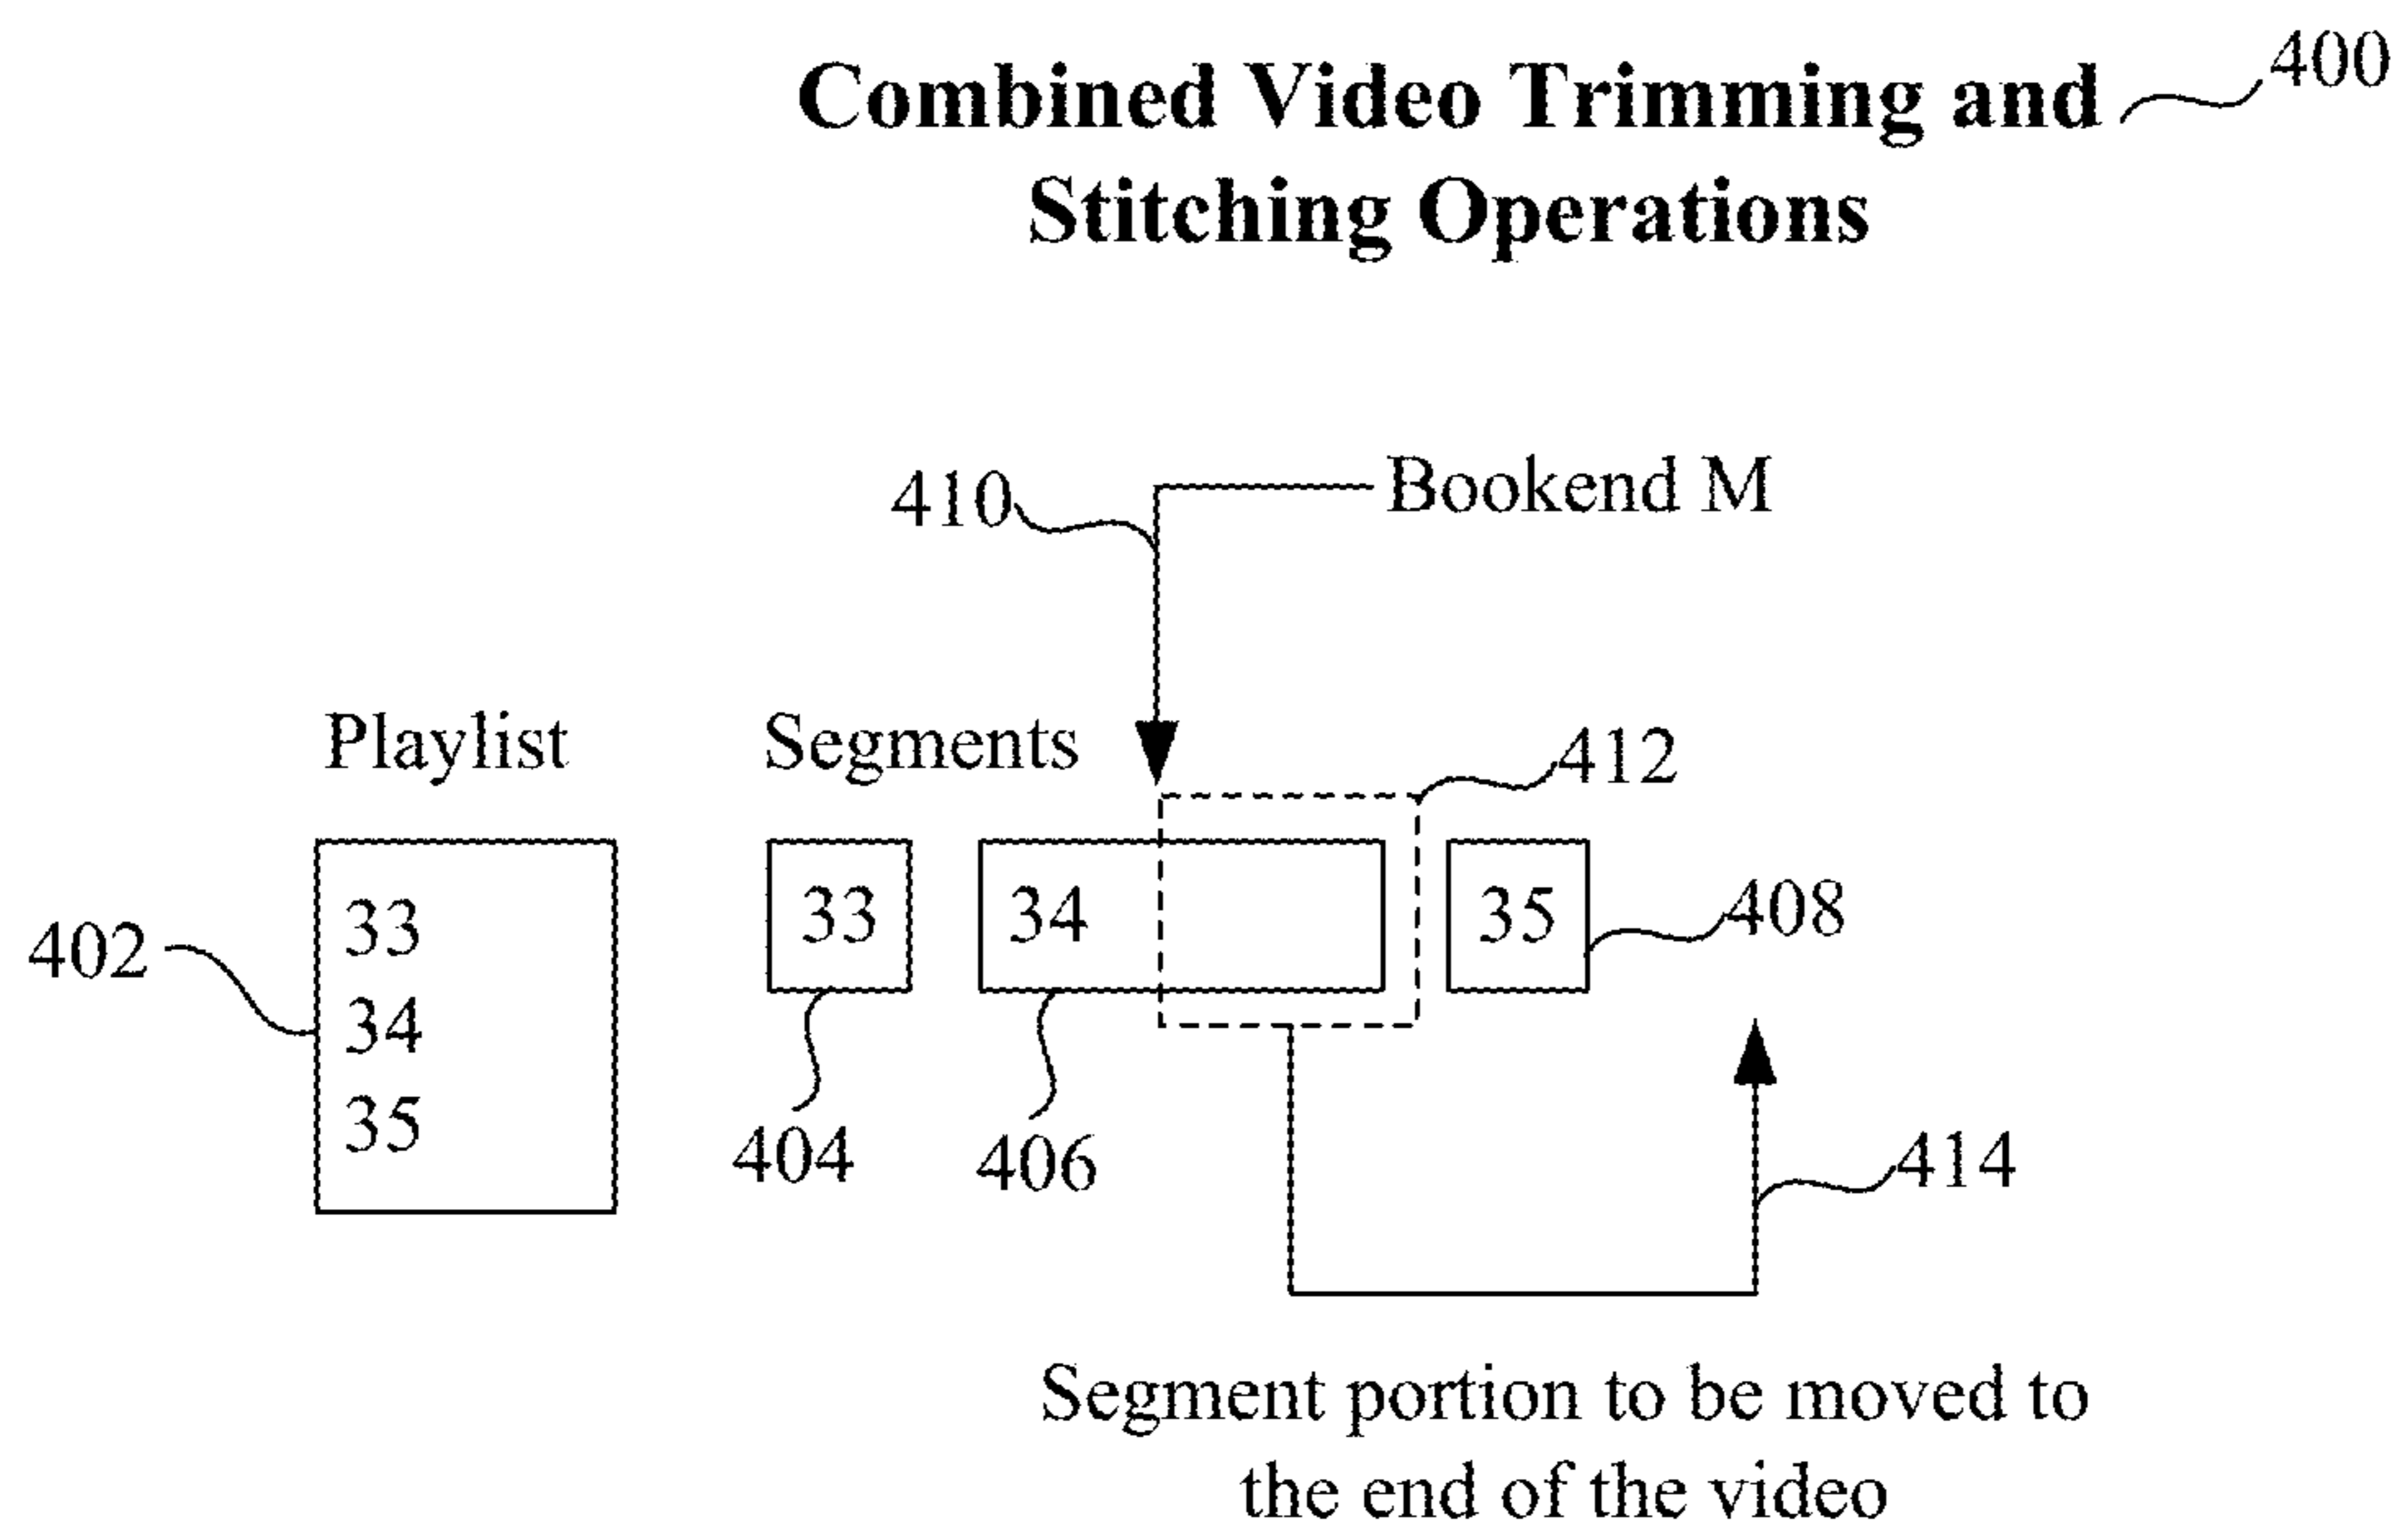 Combined Video Trimming and
Stitching Operations
400
410
Bookend M
Playlist
Segments
412
402
33
34
35
33
34
35
408
404
406
414
Segment portion to be moved to
the end of the video